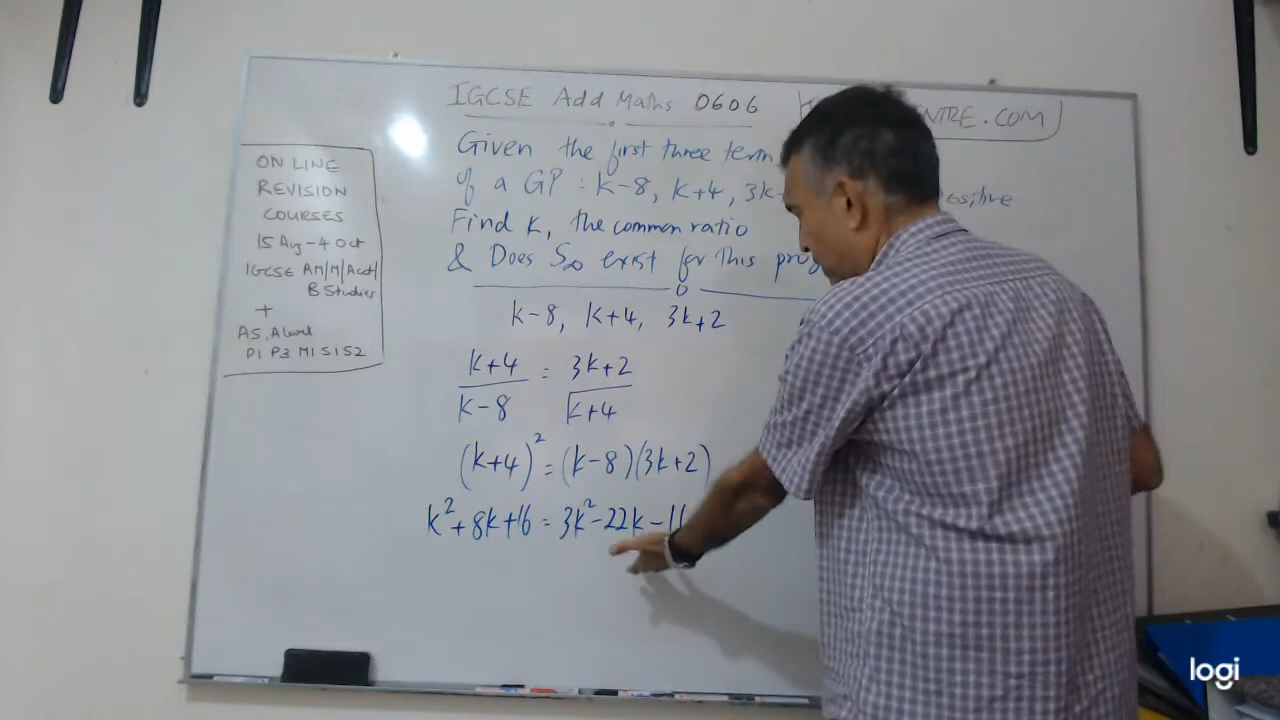 IGCSE Add Maths 0606
NTRE.COM
ON LINE
REVISION
COURSES
15 Aug - 4 Oct
IGCSE AM/M/Acct/
B Studies
+
AS, A Level
P1 P3 M1 S1 S2
Given the first three term
of a GP : k-8, k+4, 3k
Find k, the common ratio
& Does S∞ exist for this prog
k-8, k+4, 3k+2
k+4 = 3k+2
k-8 k+4
(k+4)² = (k-8)(3k+2)
k²+8k+16 = 3k²-22k-1
logi